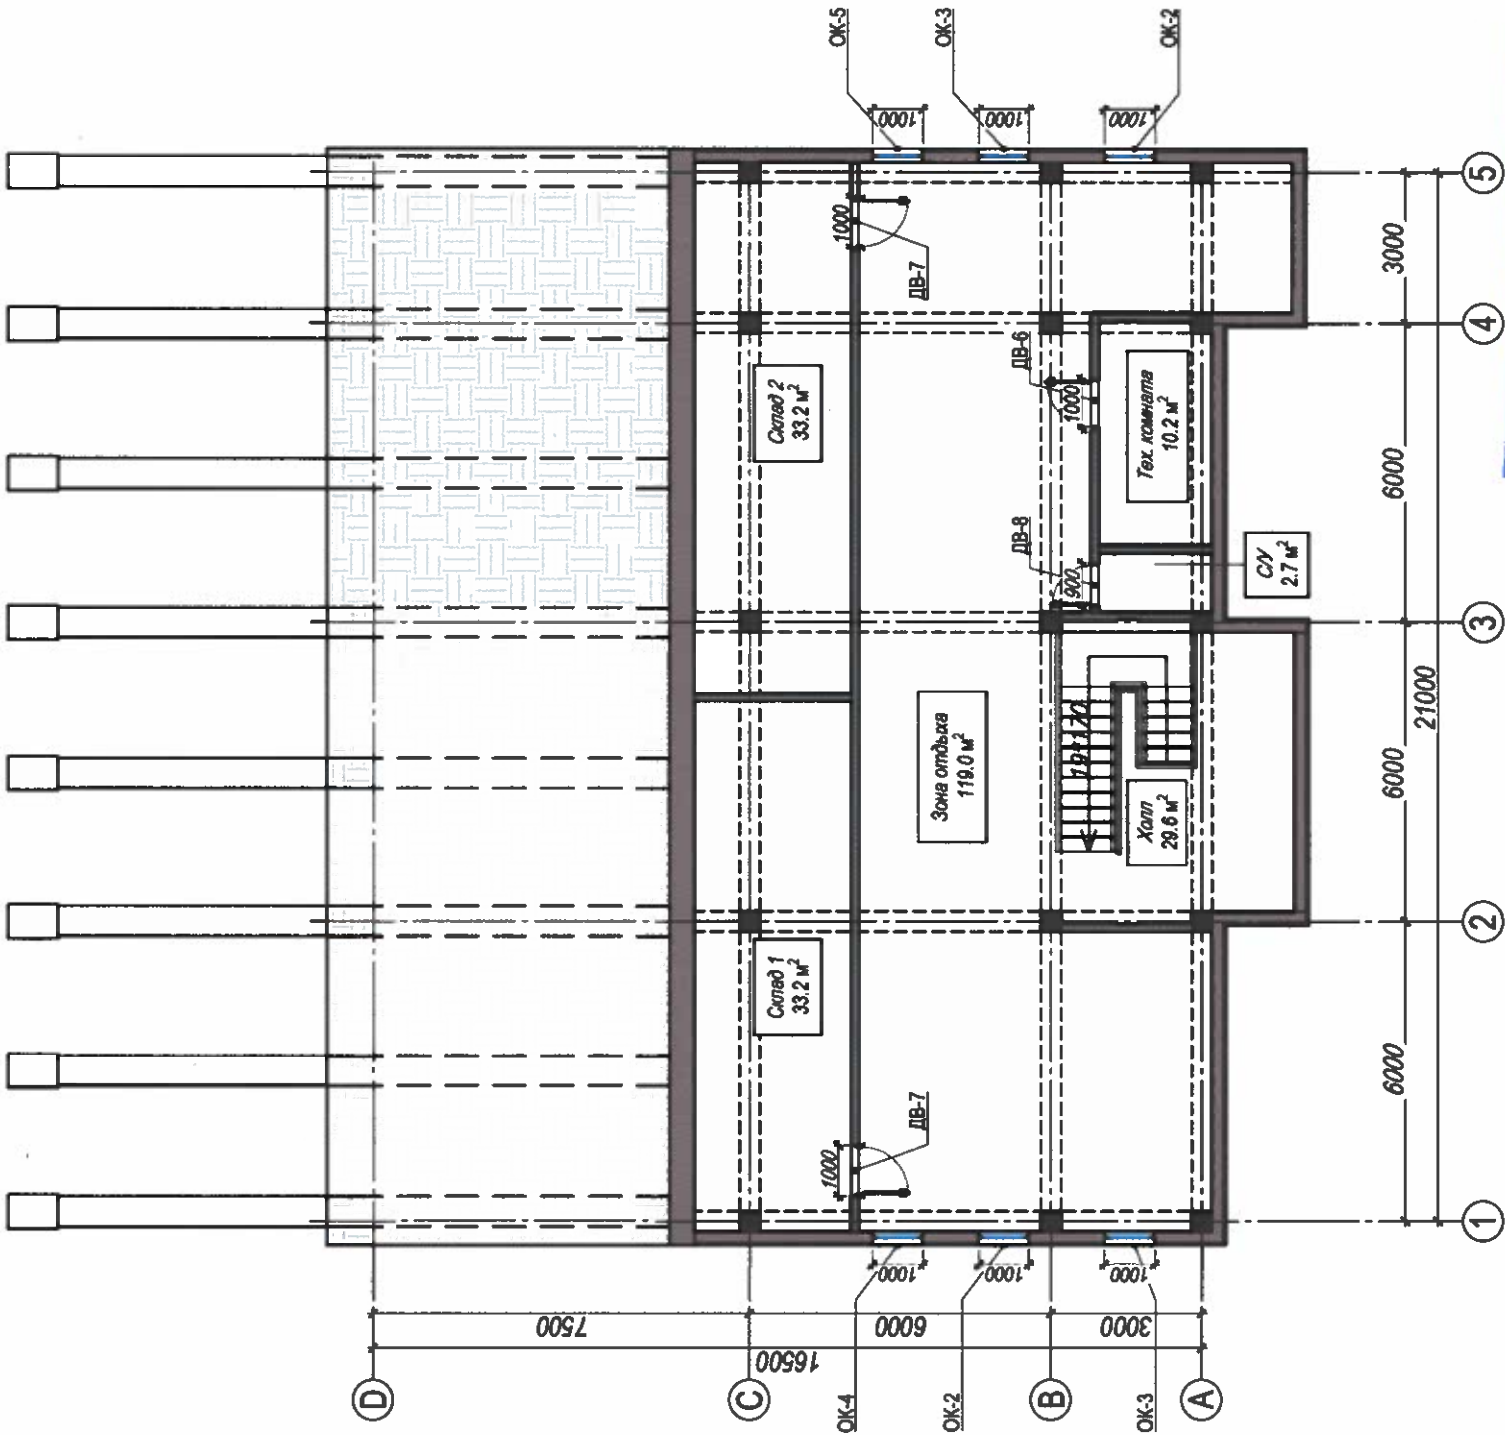 ОК-5
ОК-3
ОК-2
1000
1000
1000
5
4
3
2
1
3000
6000
6000
6000
21000
1000
ДВ-7
ДВ-6
1000
ДВ-8
900
Склад 2
33.2 м²
Тех. комната
10.2 м²
С/У
2.7 м²
Зона отдыха
119.0 м²
19*170
Холл
29.6 м²
Склад 1
33.2 м²
1000
ДВ-7
1000
1000
1000
7500
6000
3000
16500
D
C
B
A
ОК-4
ОК-2
ОК-3